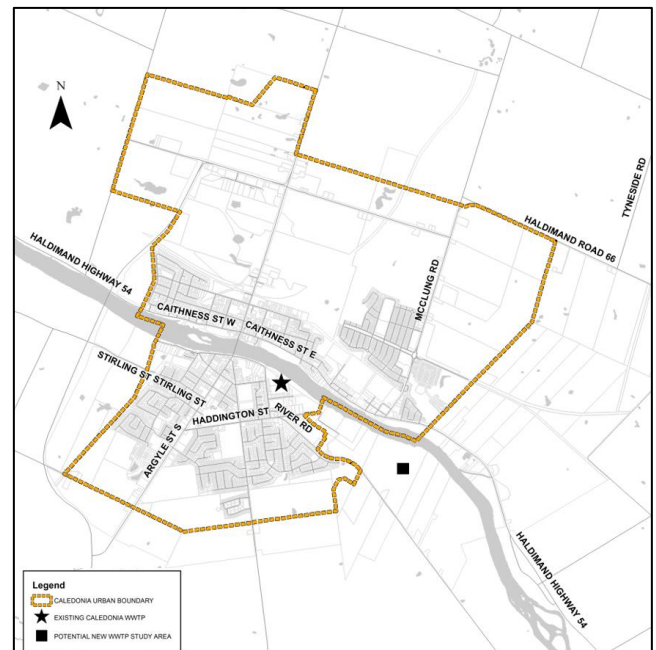 N
TYNESIDE RD
HALDIMAND ROAD 66
HALDIMAND HIGHWAY 54
MCCLUNG RD
CAITHNESS ST W
CAITHNESS ST E
STIRLING ST STIRLING ST
HADDINGTON ST
RIVER RD
ARGYLE ST S
HALDIMAND HIGHWAY 54
Legend
CALEDONIA URBAN BOUNDARY
EXISTING CALEDONIA WWTP
POTENTIAL NEW WWTP STUDY AREA